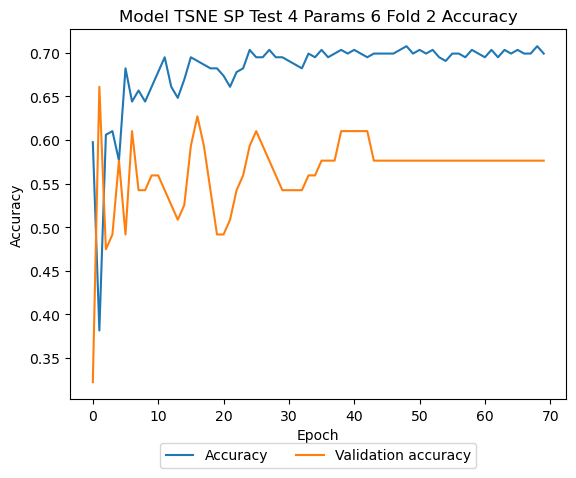 Model TSNE SP Test 4 Params 6 Fold 2 Accuracy
0.70
0.65
0.60
0.55
0.50
0.45
0.40
0.35
Accuracy
0 10 20 30 40 50 60 70
Epoch
Accuracy Validation accuracy